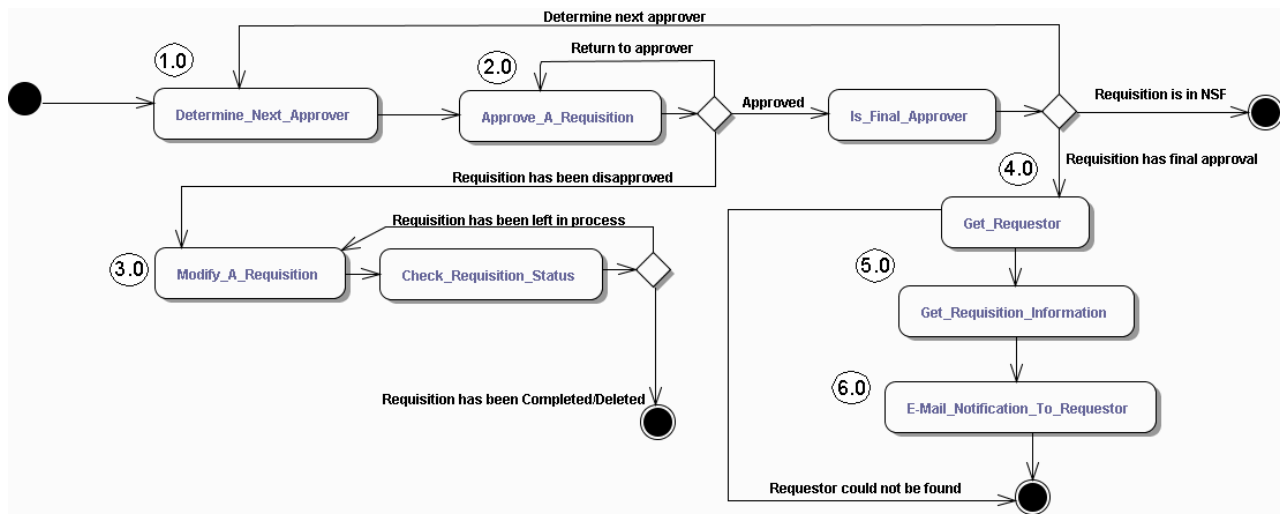 Determine next approver
1.0
2.0
Return to approver
Determine_Next_Approver
Approve_A_Requisition
Approved
Is_Final_Approver
Requisition is in NSF
Requisition has been disapproved
4.0
Requisition has final approval
Get_Requestor
Requisition has been left in process
3.0
Modify_A_Requisition
Check_Requisition_Status
5.0
Get_Requisition_Information
Requisition has been Completed/Deleted
6.0
E-Mail_Notification_To_Requestor
Requestor could not be found